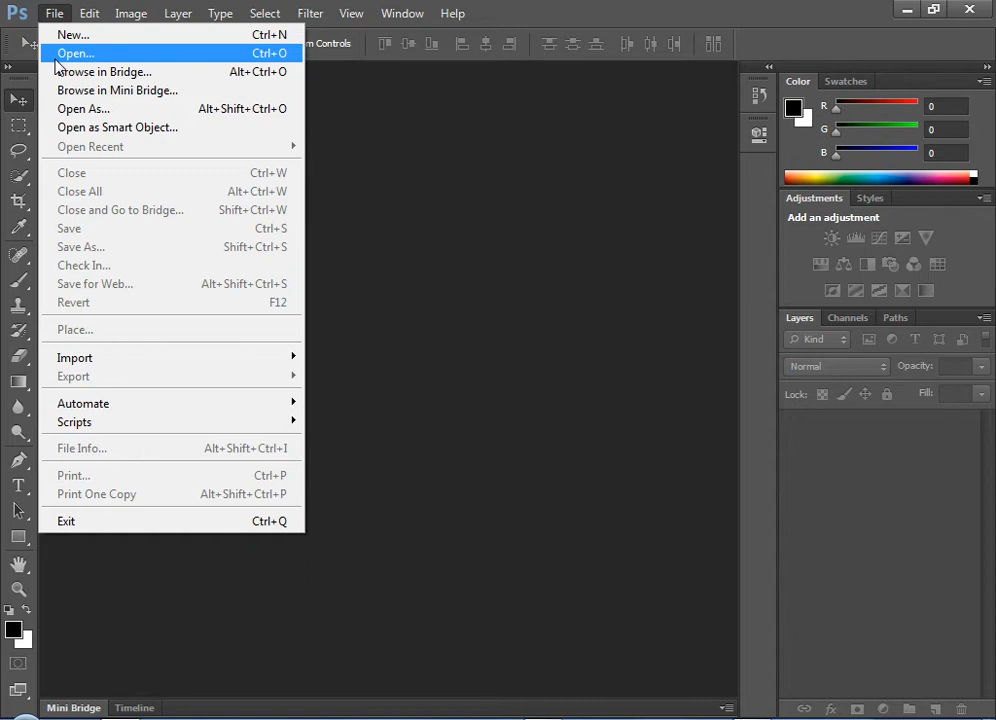 Ps File Edit Image Layer Type Select Filter View Window Help
New... Ctrl+N
Open... Ctrl+O
Browse in Bridge... Alt+Ctrl+O
Browse in Mini Bridge...
Open As... Alt+Shift+Ctrl+O
Open as Smart Object...
Open Recent
Close Ctrl+W
Close All Alt+Ctrl+W
Close and Go to Bridge... Shift+Ctrl+W
Save Ctrl+S
Save As... Shift+Ctrl+S
Check In...
Save for Web... Alt+Shift+Ctrl+S
Revert F12
Place...
Import
Export
Automate
Scripts
File Info... Alt+Shift+Ctrl+I
Print... Ctrl+P
Print One Copy Alt+Shift+Ctrl+P
Exit Ctrl+Q
Controls
Color Swatches
R 0
G 0
B 0
Adjustments Styles
Add an adjustment
Layers Channels Paths
Kind
Normal Opacity:
Lock: Fill:
Mini Bridge Timeline